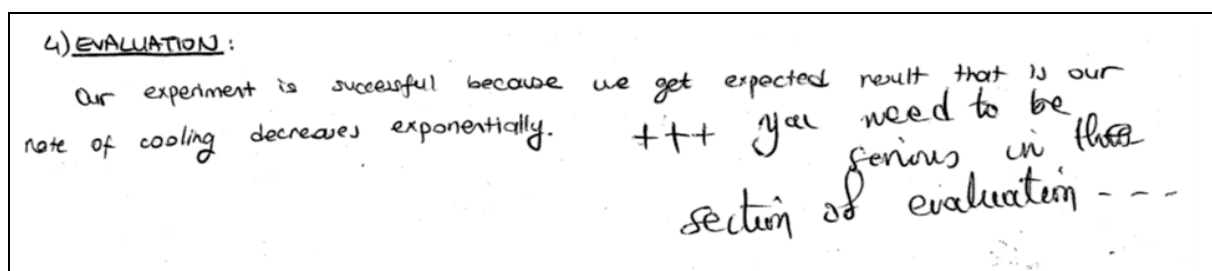 4) EVALUATION:
Our experiment is successful because we get expected result that is our
rate of cooling decreases exponentially. +++ you need to be
serious in this
section of evaluation - - -